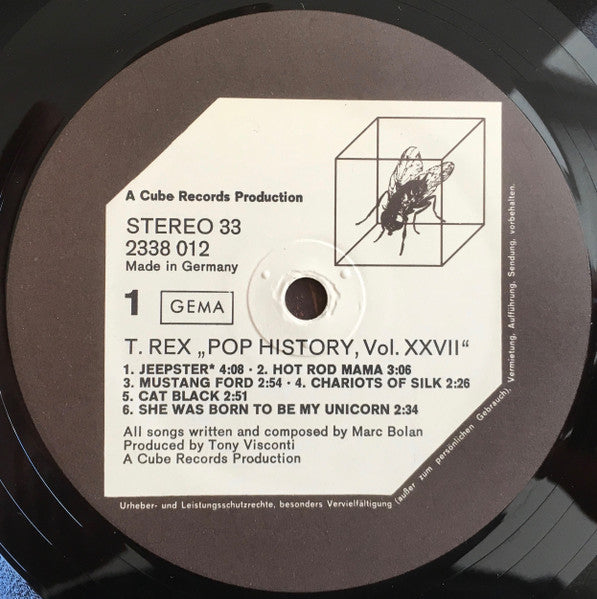 A Cube Records Production
STEREO 33
2338 012
Made in Germany
1 GEMA
T. REX „POP HISTORY, Vol. XXVII"
1. JEEPSTER* 4:08 · 2. HOT ROD MAMA 3:06
3. MUSTANG FORD 2:54 · 4. CHARIOTS OF SILK 2:26
5. CAT BLACK 2:51
6. SHE WAS BORN TO BE MY UNICORN 2:34
All songs written and composed by Marc Bolan
Produced by Tony Visconti
A Cube Records Production
Urheber- und Leistungsschutzrechte, besonders Vervielfältigung (außer zum persönlichen Gebrauch), Vermietung, Aufführung, Sendung, vorbehalten.